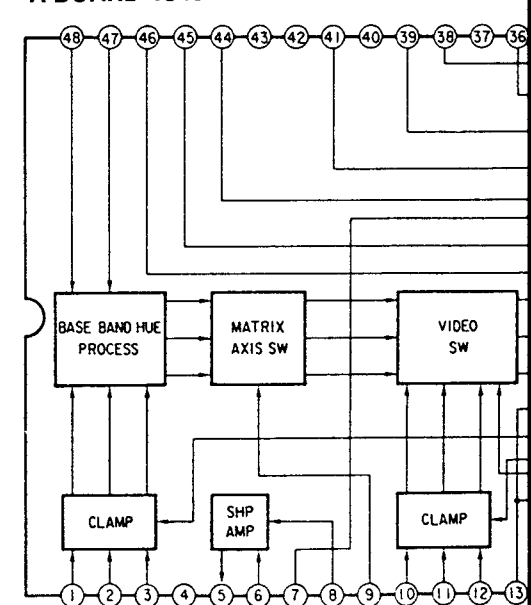 48 47 46 45 44 43 42 41 40 39 38 37 36
BASE BAND HUE
PROCESS
MATRIX
AXIS SW
VIDEO
SW
CLAMP
SHP
AMP
CLAMP
1 2 3 4 5 6 7 8 9 10 11 12 13